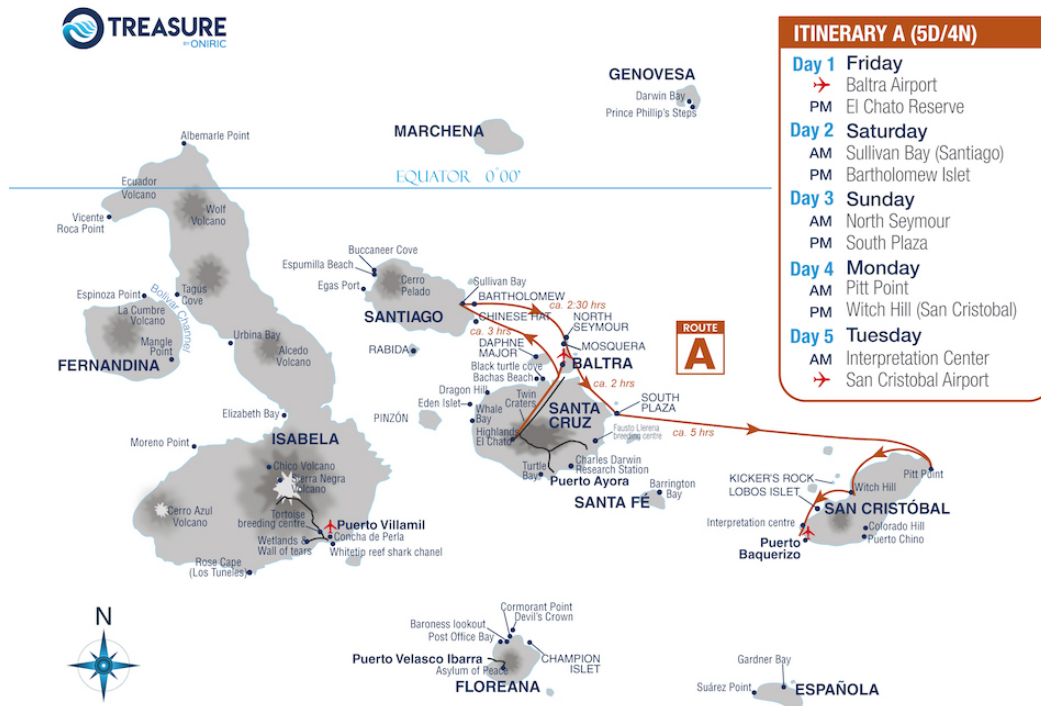 TREASURE
BY ONIRIC
ITINERARY A (5D/4N)
Day 1 Friday
Baltra Airport
PM El Chato Reserve
Day 2 Saturday
AM Sullivan Bay (Santiago)
PM Bartholomew Islet
Day 3 Sunday
AM North Seymour
PM South Plaza
Day 4 Monday
AM Pitt Point
PM Witch Hill (San Cristobal)
Day 5 Tuesday
AM Interpretation Center
San Cristobal Airport
GENOVESA
Darwin Bay
Prince Phillip's Steps
MARCHENA
Albemarle Point
EQUATOR 0°00'
Ecuador
Volcano
Wolf
Volcano
Vicente
Roca Point
Buccaneer Cove
Espumilla Beach
Egas Port
Cerro
Pelado
Sullivan Bay
BARTHOLOMEW
ca. 2:30 hrs
SANTIAGO
CHINESE HAT
ca. 3 hrs
NORTH
SEYMOUR
MOSQUERA
Espinoza Point
Tagus
Cove
Bolivar Channel
La Cumbre
Volcano
Mangle
Point
FERNANDINA
Urbina Bay
Alcedo
Volcano
RABIDA
DAPHNE
MAJOR
BALTRA
Black turtle cove
Bachas Beach
ca. 2 hrs
ROUTE
A
Dragon Hill
Eden Islet
Whale
Bay
Twin
Craters
SANTA
CRUZ
SOUTH
PLAZA
Highlands
El Chato
Fausto Llerena
breeding centre
ca. 5 hrs
PINZÓN
Elizabeth Bay
Moreno Point
ISABELA
Chico Volcano
Sierra Negra
Volcano
Cerro Azul
Volcano
Turtle
Bay
Charles Darwin
Research Station
Puerto Ayora
SANTA FÉ
Barrington
Bay
KICKER'S ROCK
LOBOS ISLET
Pitt Point
Witch Hill
SAN CRISTÓBAL
Interpretation centre
Colorado Hill
Puerto Chino
Puerto
Baquerizo
Tortoise
breeding centre
Puerto Villamil
Concha de Perla
Wetlands &
Wall of tears
Whitetip reef shark chanel
Rose Cape
(Los Tuneles)
N
Cormorant Point
Devil's Crown
Baroness lookout
Post Office Bay
Puerto Velasco Ibarra
Asylum of Peace
CHAMPION
ISLET
FLOREANA
Gardner Bay
Suárez Point
ESPAÑOLA